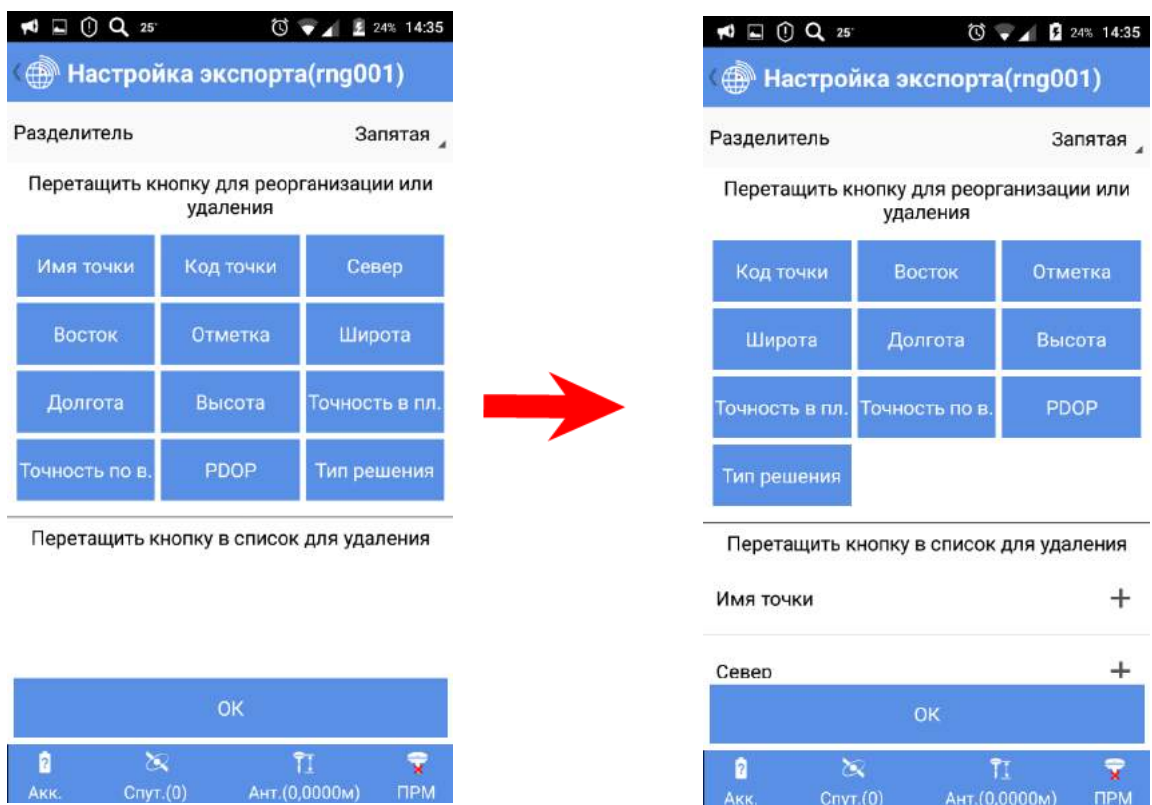 25°
24% 14:35
Настройка экспорта(rng001)
Разделитель Запятая
Перетащить кнопку для реорганизации или
удаления
Имя точки Код точки Север
Восток Отметка Широта
Долгота Высота Точность в пл.
Точность по в. PDOP Тип решения
Перетащить кнопку в список для удаления
OK
Акк. Спут.(0) Ант.(0,0000м) ПРМ
25°
24% 14:35
Настройка экспорта(rng001)
Разделитель Запятая
Перетащить кнопку для реорганизации или
удаления
Код точки Восток Отметка
Широта Долгота Высота
Точность в пл. Точность по в. PDOP
Тип решения
Перетащить кнопку в список для удаления
Имя точки +
Север +
OK
Акк. Спут.(0) Ант.(0,0000м) ПРМ